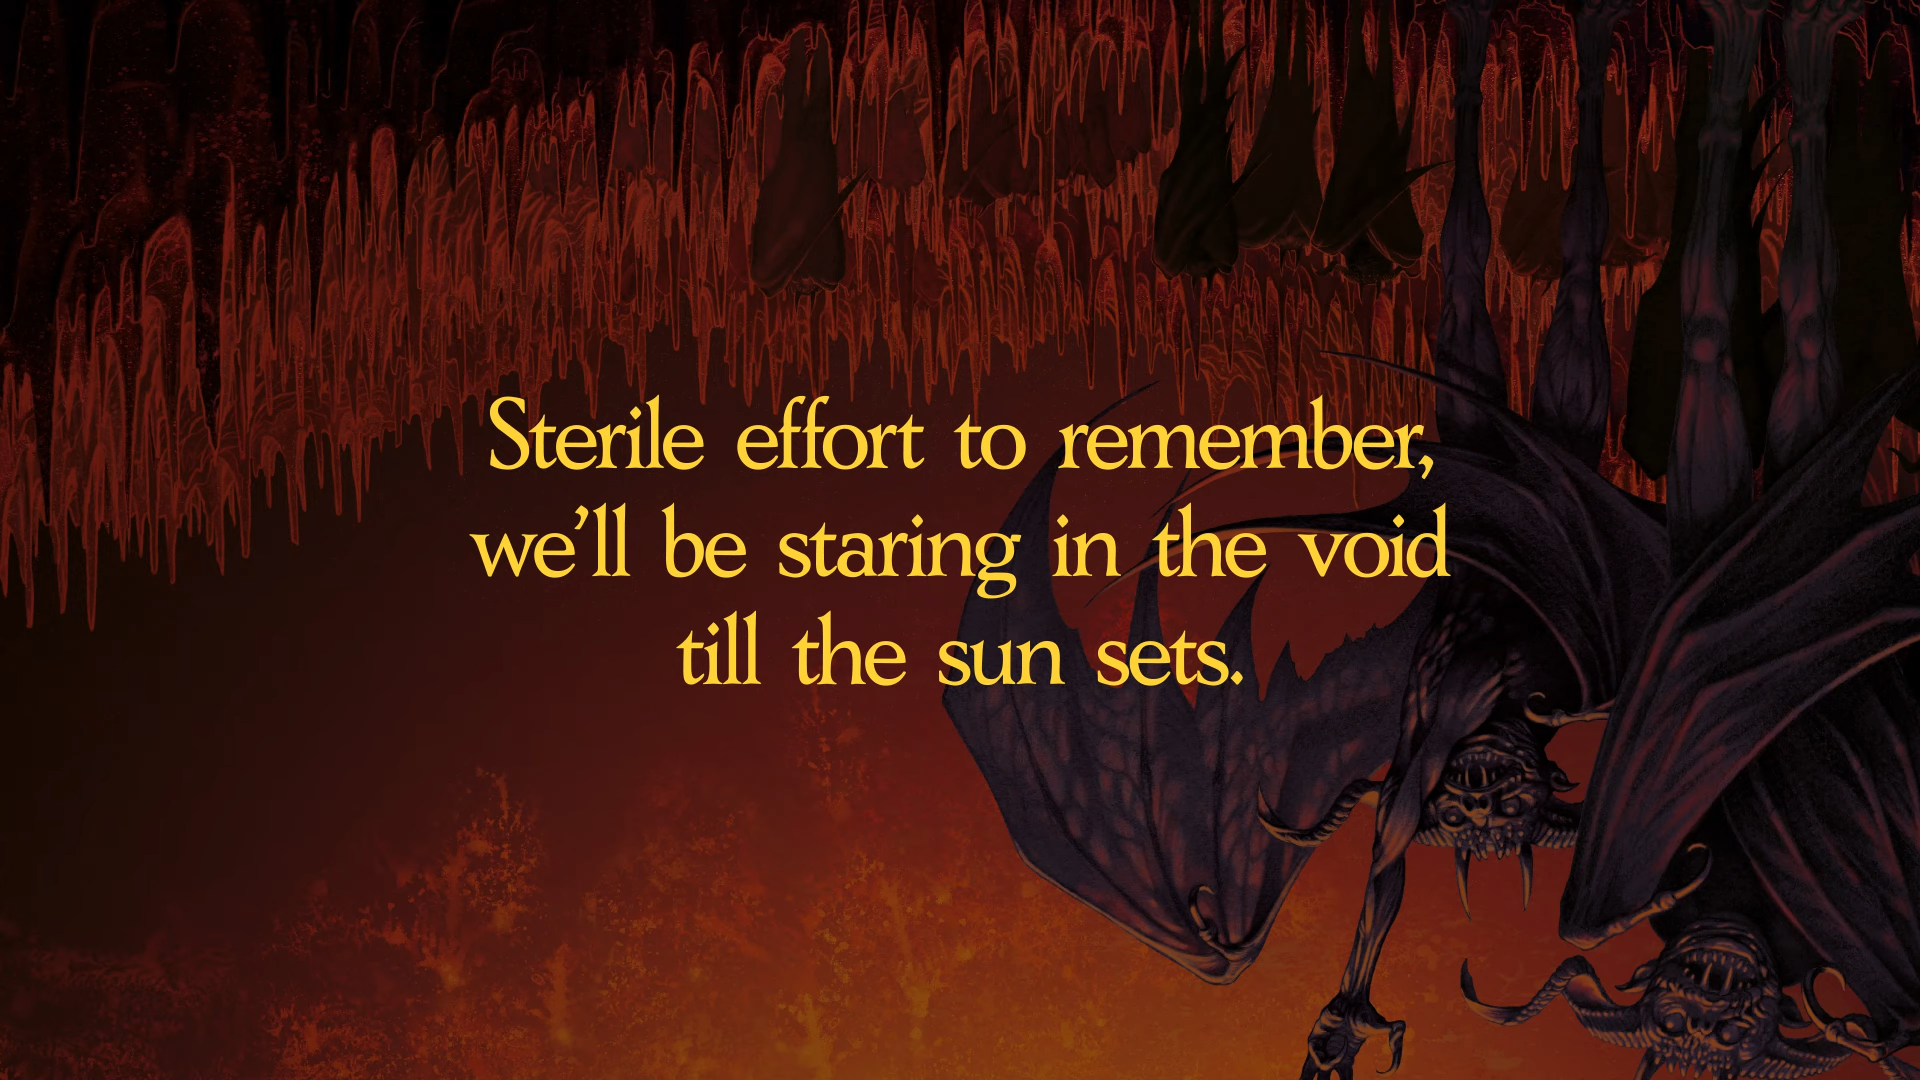 Sterile effort to remember,
we’ll be staring in the void
till the sun sets.